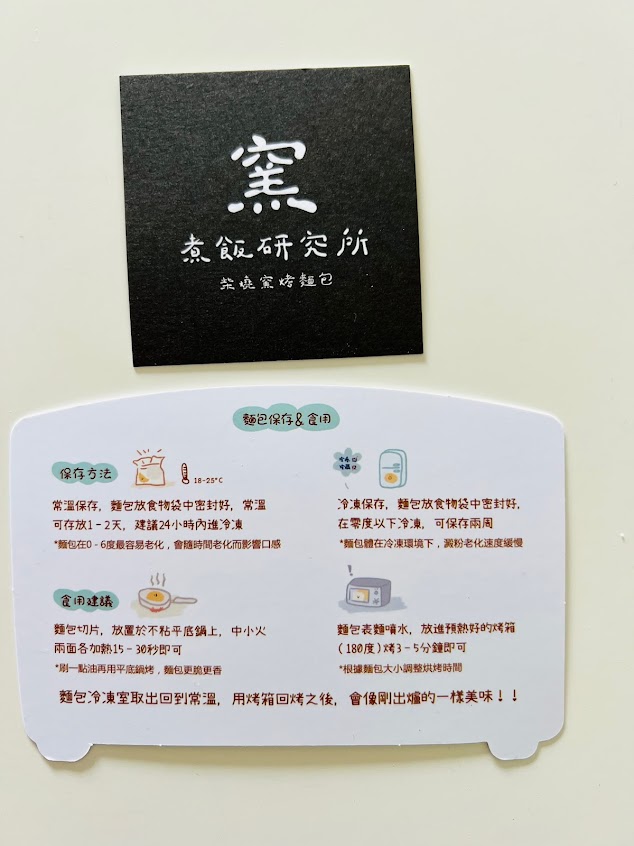 窯
煮飯研究所
柴燒窯烤麵包
麵包保存&食用
保存方法
18-25°C
常溫保存, 麵包放食物袋中密封好, 常溫
可存放1-2天, 建議24小時內進冷凍
*麵包在0-6度最容易老化,會隨時間老化而影響口感
冷凍保存, 麵包放食物袋中密封好,
在零度以下冷凍, 可保存兩周
*麵包體在冷凍環境下,澱粉老化速度緩慢
食用建議
麵包切片, 放置於不粘平底鍋上, 中小火
兩面各加熱15-30秒即可
*刷一點油再用平底鍋烤,麵包更脆更香
麵包表麵噴水, 放進預熱好的烤箱
(180度)烤3-5分鐘即可
*根據麵包大小調整烘烤時間
麵包冷凍室取出回到常溫, 用烤箱回烤之後, 會像剛出爐的一樣美味!!